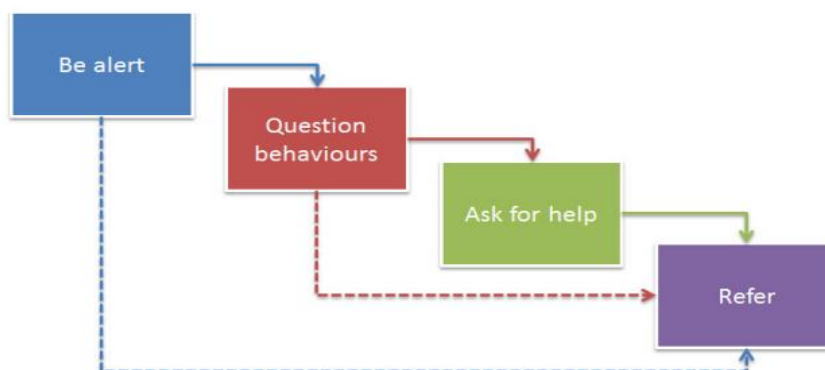 Be alert
Question
behaviours
Ask for help
Refer